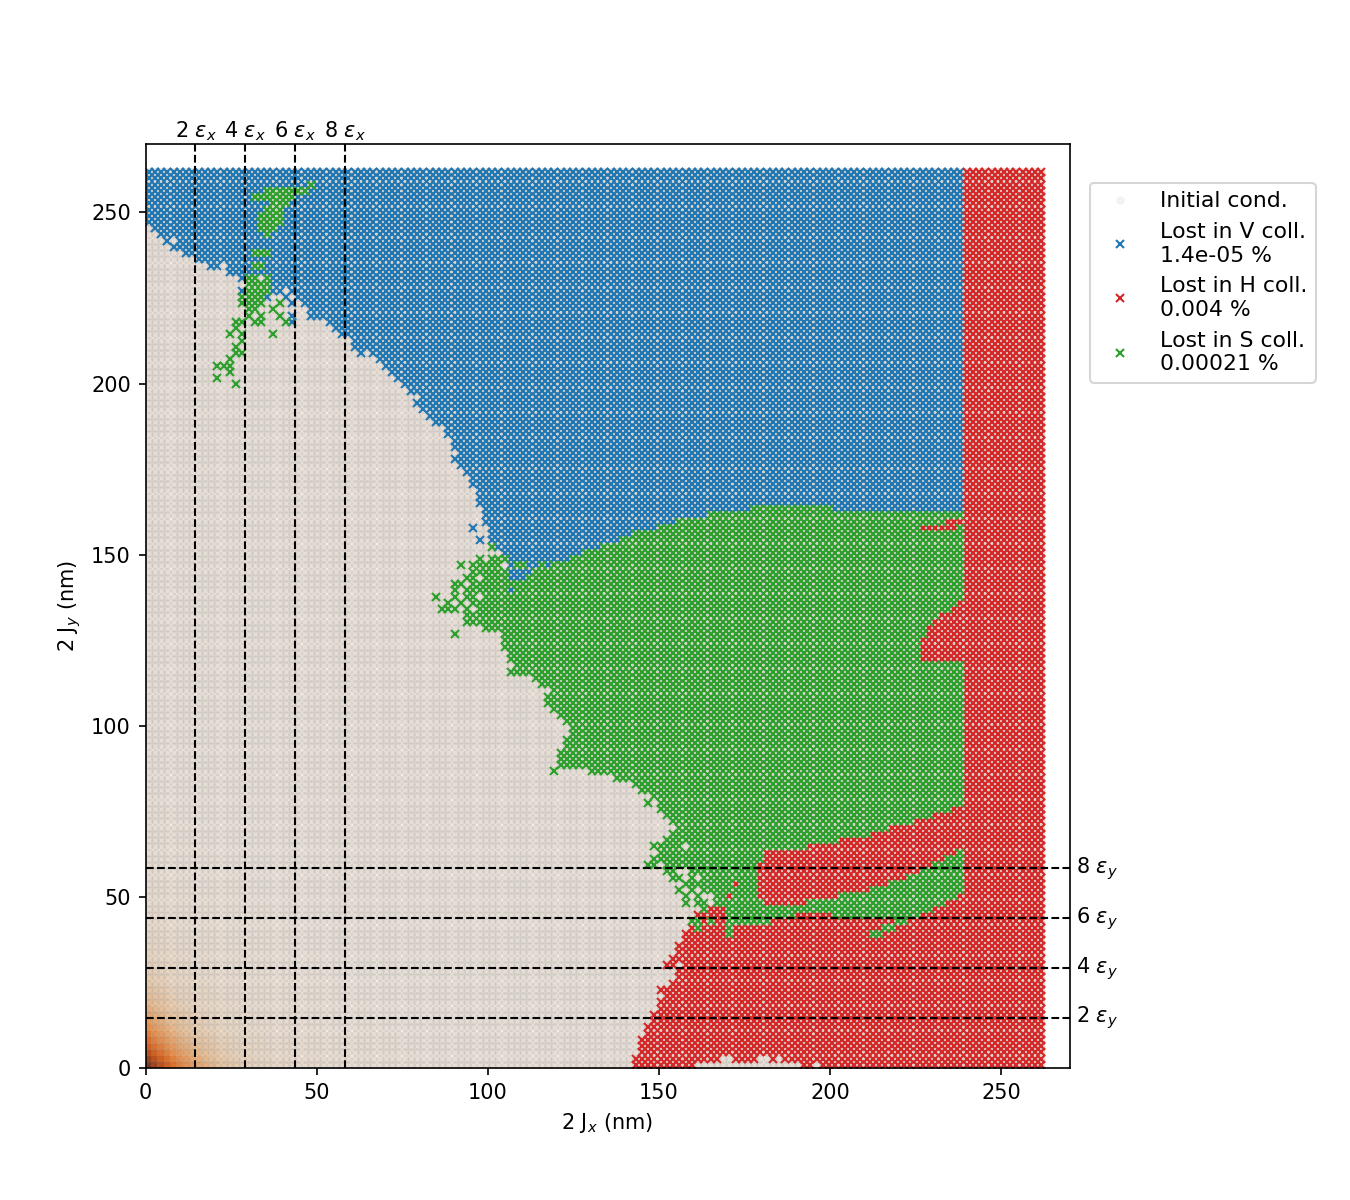 2 εx 4 εx 6 εx 8 εx
Initial cond.
Lost in V coll.
1.4e-05 %
Lost in H coll.
0.004 %
Lost in S coll.
0.00021 %
250
200
150
100
50
0
2 Jy (nm)
8 εy
6 εy
4 εy
2 εy
0 50 100 150 200 250
2 Jx (nm)